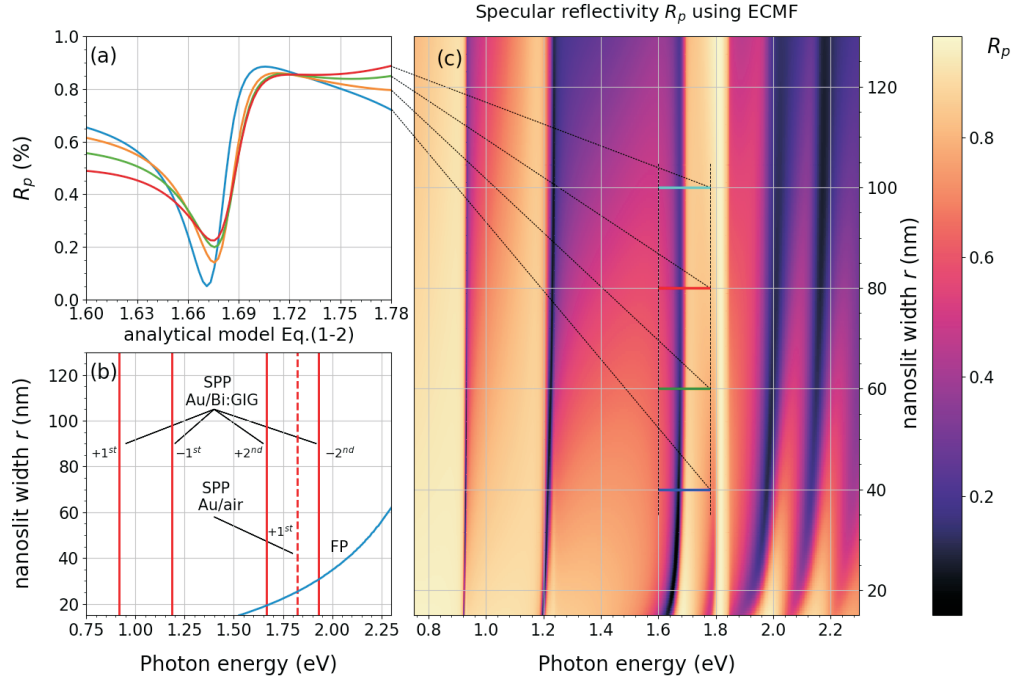 Specular reflectivity Rp using ECMF
(a)
Rp (%)
1.0
0.8
0.6
0.4
0.2
0.0
1.60
1.63
1.66
1.69
1.72
1.75
1.78
analytical model Eq.(1-2)
(b)
SPP
Au/Bi:GIG
+1st
−1st
+2nd
−2nd
SPP
Au/air
+1st
FP
nanoslit width r (nm)
120
100
80
60
40
20
0.75
1.00
1.25
1.50
1.75
2.00
2.25
Photon energy (eV)
(c)
120
100
80
60
40
20
nanoslit width r (nm)
0.8
1.0
1.2
1.4
1.6
1.8
2.0
2.2
Photon energy (eV)
Rp
0.8
0.6
0.4
0.2